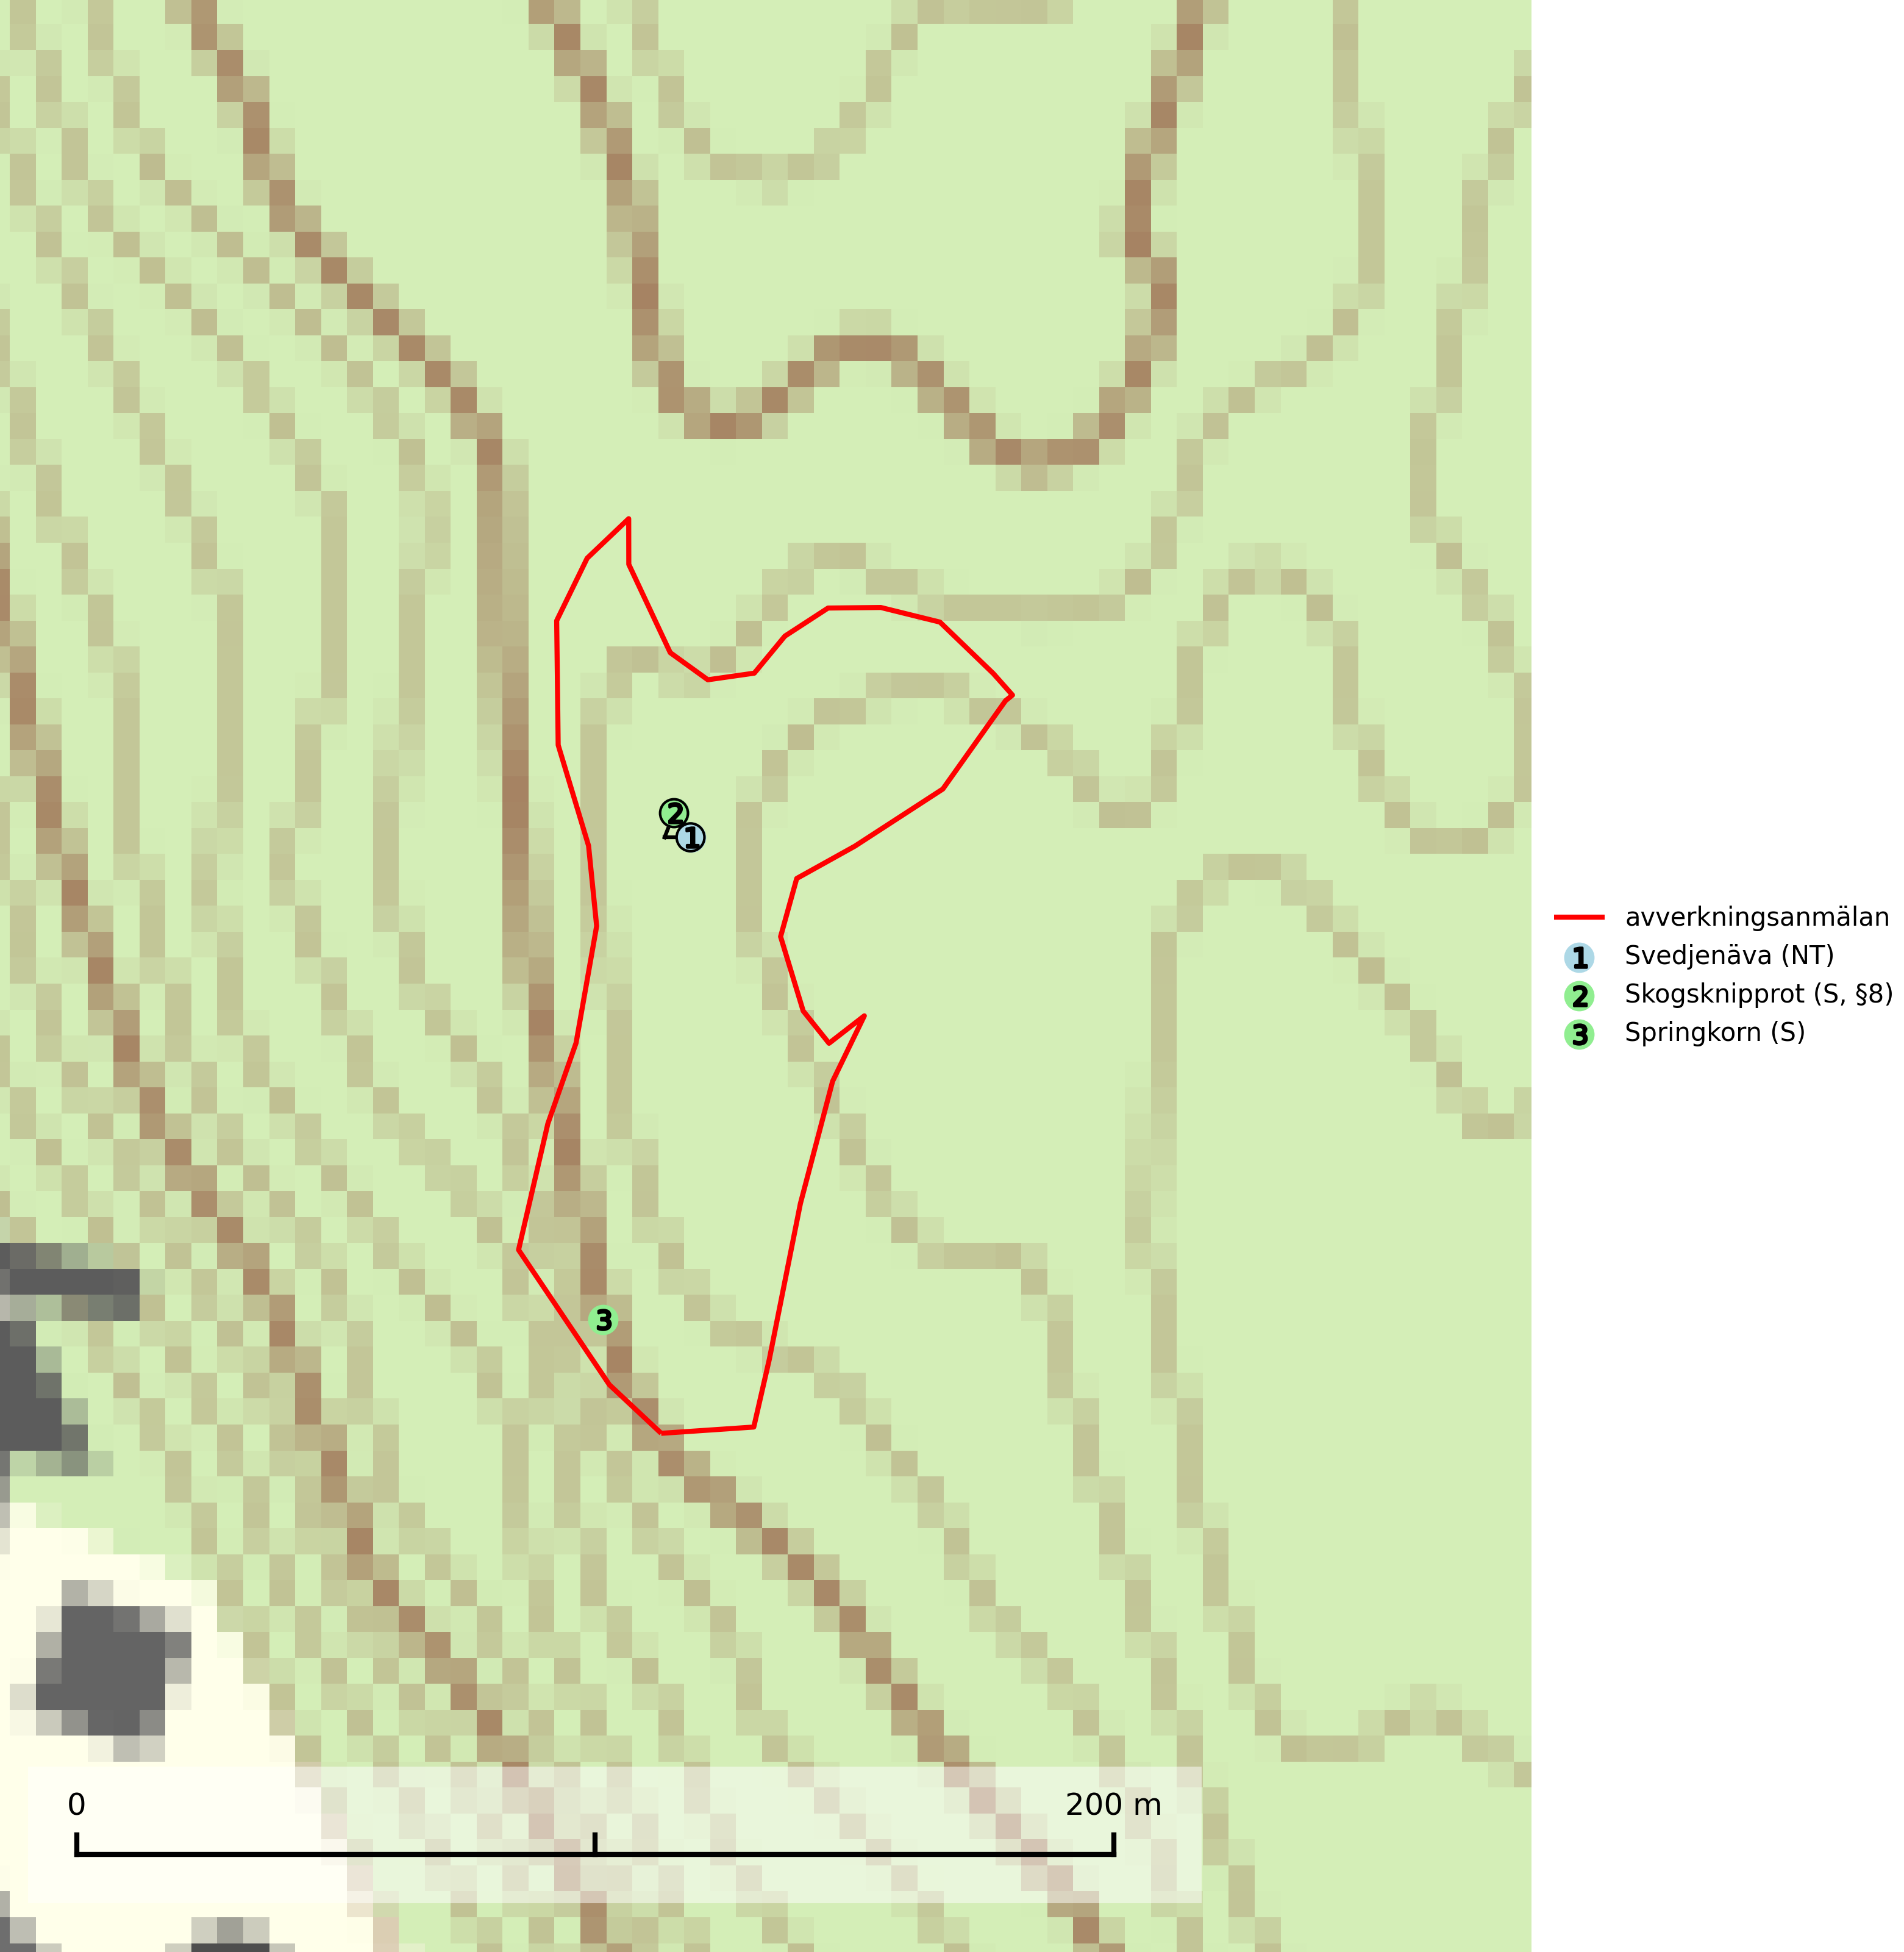 2
1
3
avverkningsanmälan
1 Svedjenäva (NT)
2 Skogsknipprot (S, §8)
3 Springkorn (S)
0 200 m